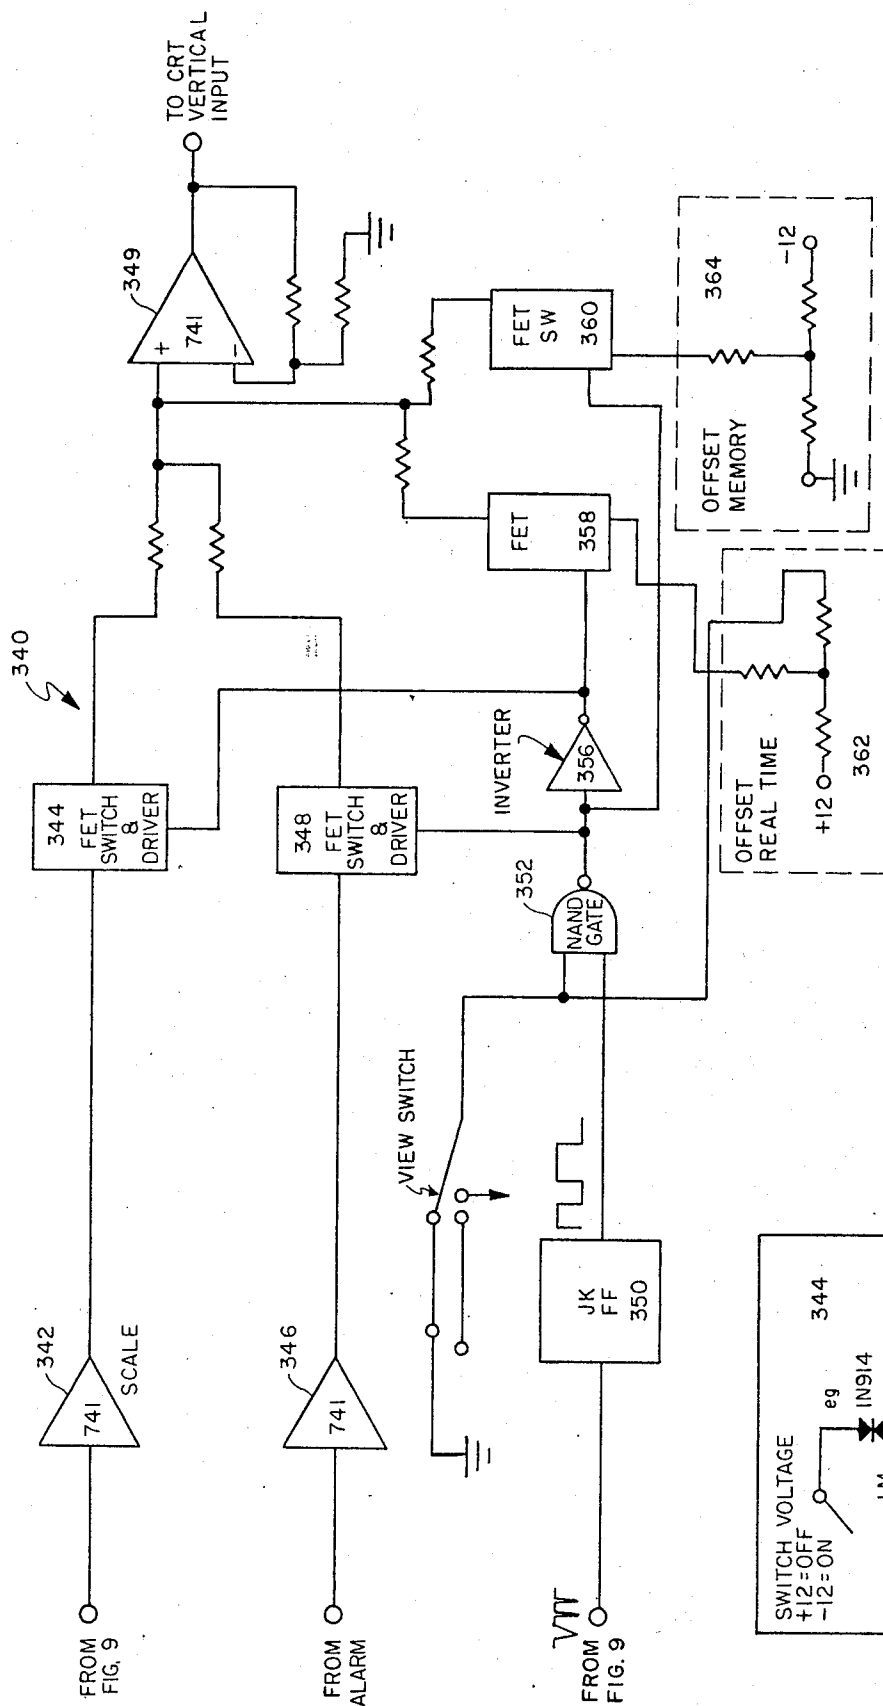 340
FROM
FIG. 9
342
741
SCALE
344
FET
SWITCH
&
DRIVER
349
741
+
-
TO CRT
VERTICAL
INPUT
FROM
ALARM
346
741
348
FET
SWITCH
&
DRIVER
VIEW SWITCH
FROM
FIG. 9
JK
FF
350
352
NAND
GATE
INVERTER
356
FET
358
FET
SW
360
OFFSET
REAL TIME
+12
362
OFFSET
MEMORY
364
-12
SWITCH VOLTAGE
+12=OFF
-12=ON
eg
344
IN914